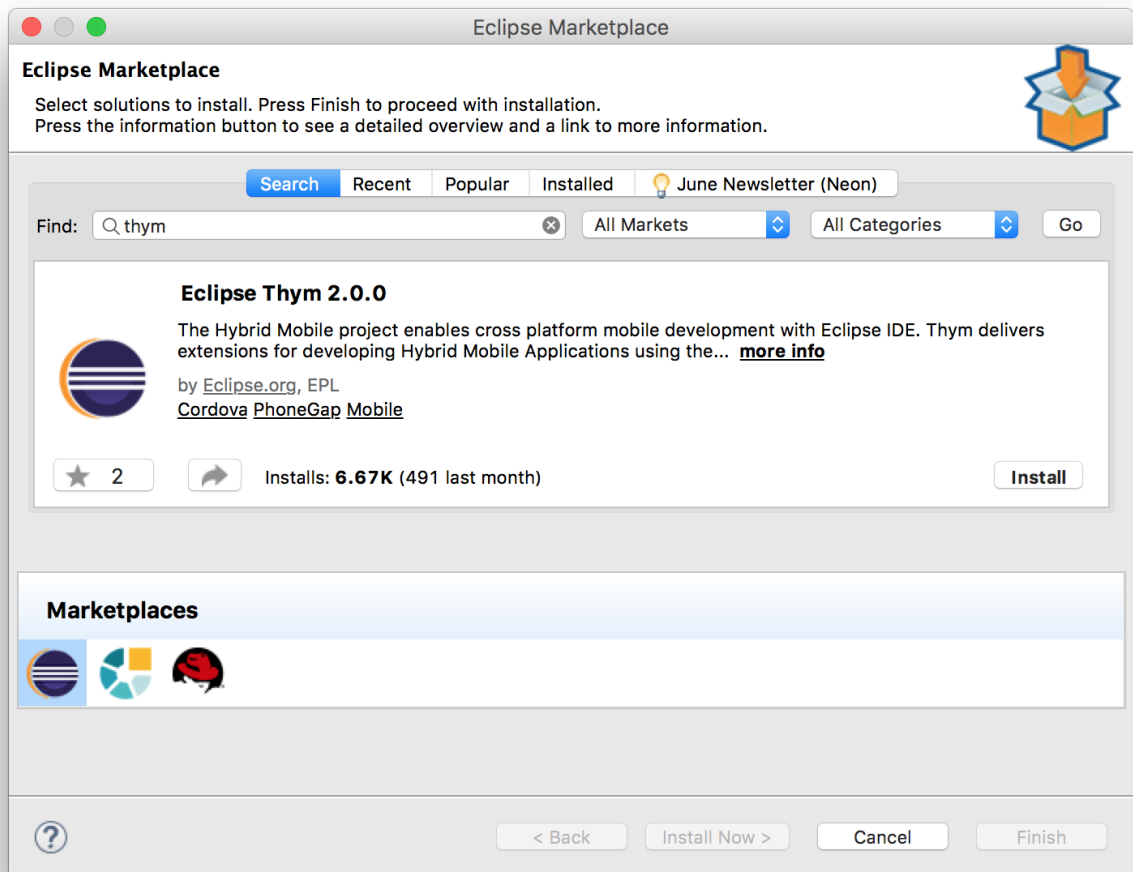 Eclipse Marketplace
Eclipse Marketplace
Select solutions to install. Press Finish to proceed with installation.
Press the information button to see a detailed overview and a link to more information.
Search Recent Popular Installed June Newsletter (Neon)
Find: thym All Markets All Categories Go
Eclipse Thym 2.0.0
The Hybrid Mobile project enables cross platform mobile development with Eclipse IDE. Thym delivers
extensions for developing Hybrid Mobile Applications using the... more info
by Eclipse.org, EPL
Cordova PhoneGap Mobile
2 Installs: 6.67K (491 last month) Install
Marketplaces
? < Back Install Now > Cancel Finish